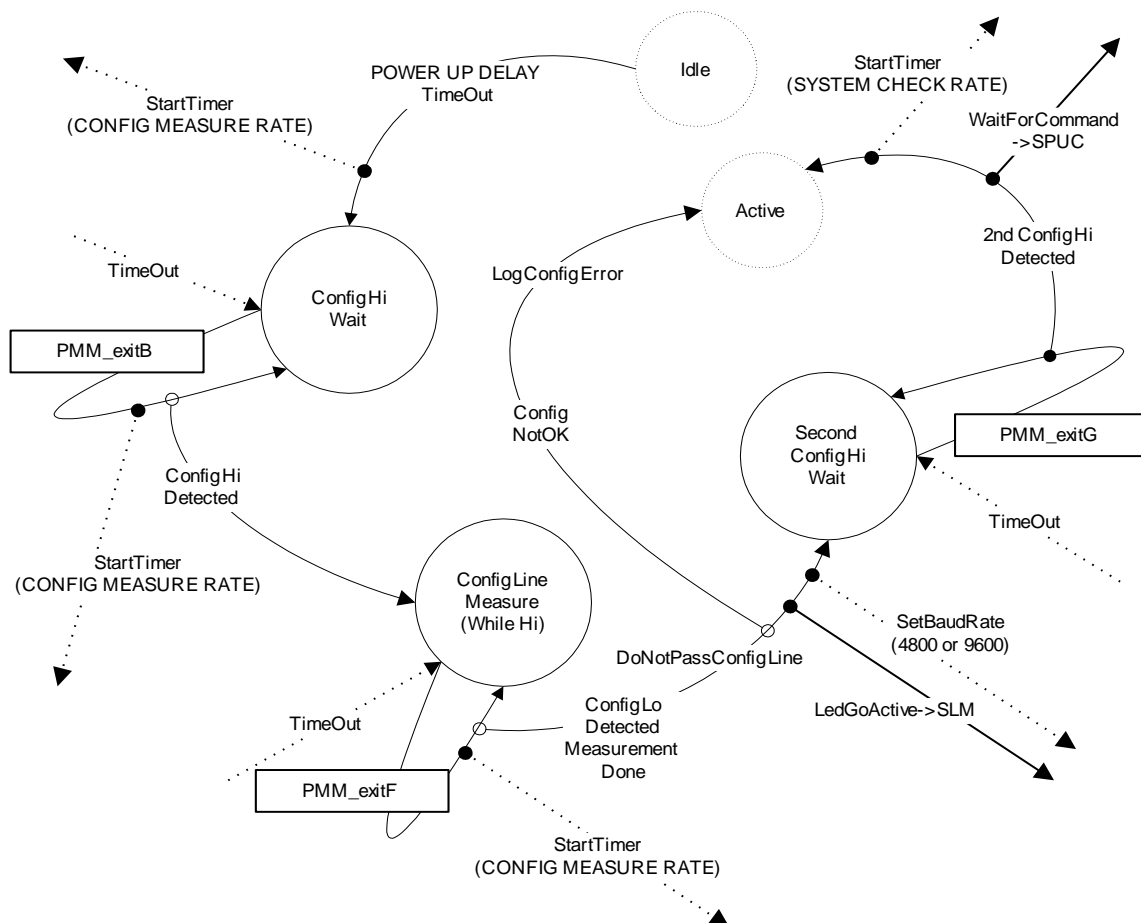 Idle
StartTimer
(SYSTEM CHECK RATE)
POWER UP DELAY
TimeOut
StartTimer
(CONFIG MEASURE RATE)
WaitForCommand
->SPUC
Active
2nd ConfigHi
Detected
TimeOut
LogConfigError
ConfigHi
Wait
PMM_exitB
Config
NotOK
Second
ConfigHi
Wait
PMM_exitG
ConfigHi
Detected
TimeOut
StartTimer
(CONFIG MEASURE RATE)
ConfigLine
Measure
(While Hi)
SetBaudRate
(4800 or 9600)
DoNotPassConfigLine
LedGoActive->SLM
TimeOut
ConfigLo
Detected
Measurement
Done
PMM_exitF
StartTimer
(CONFIG MEASURE RATE)